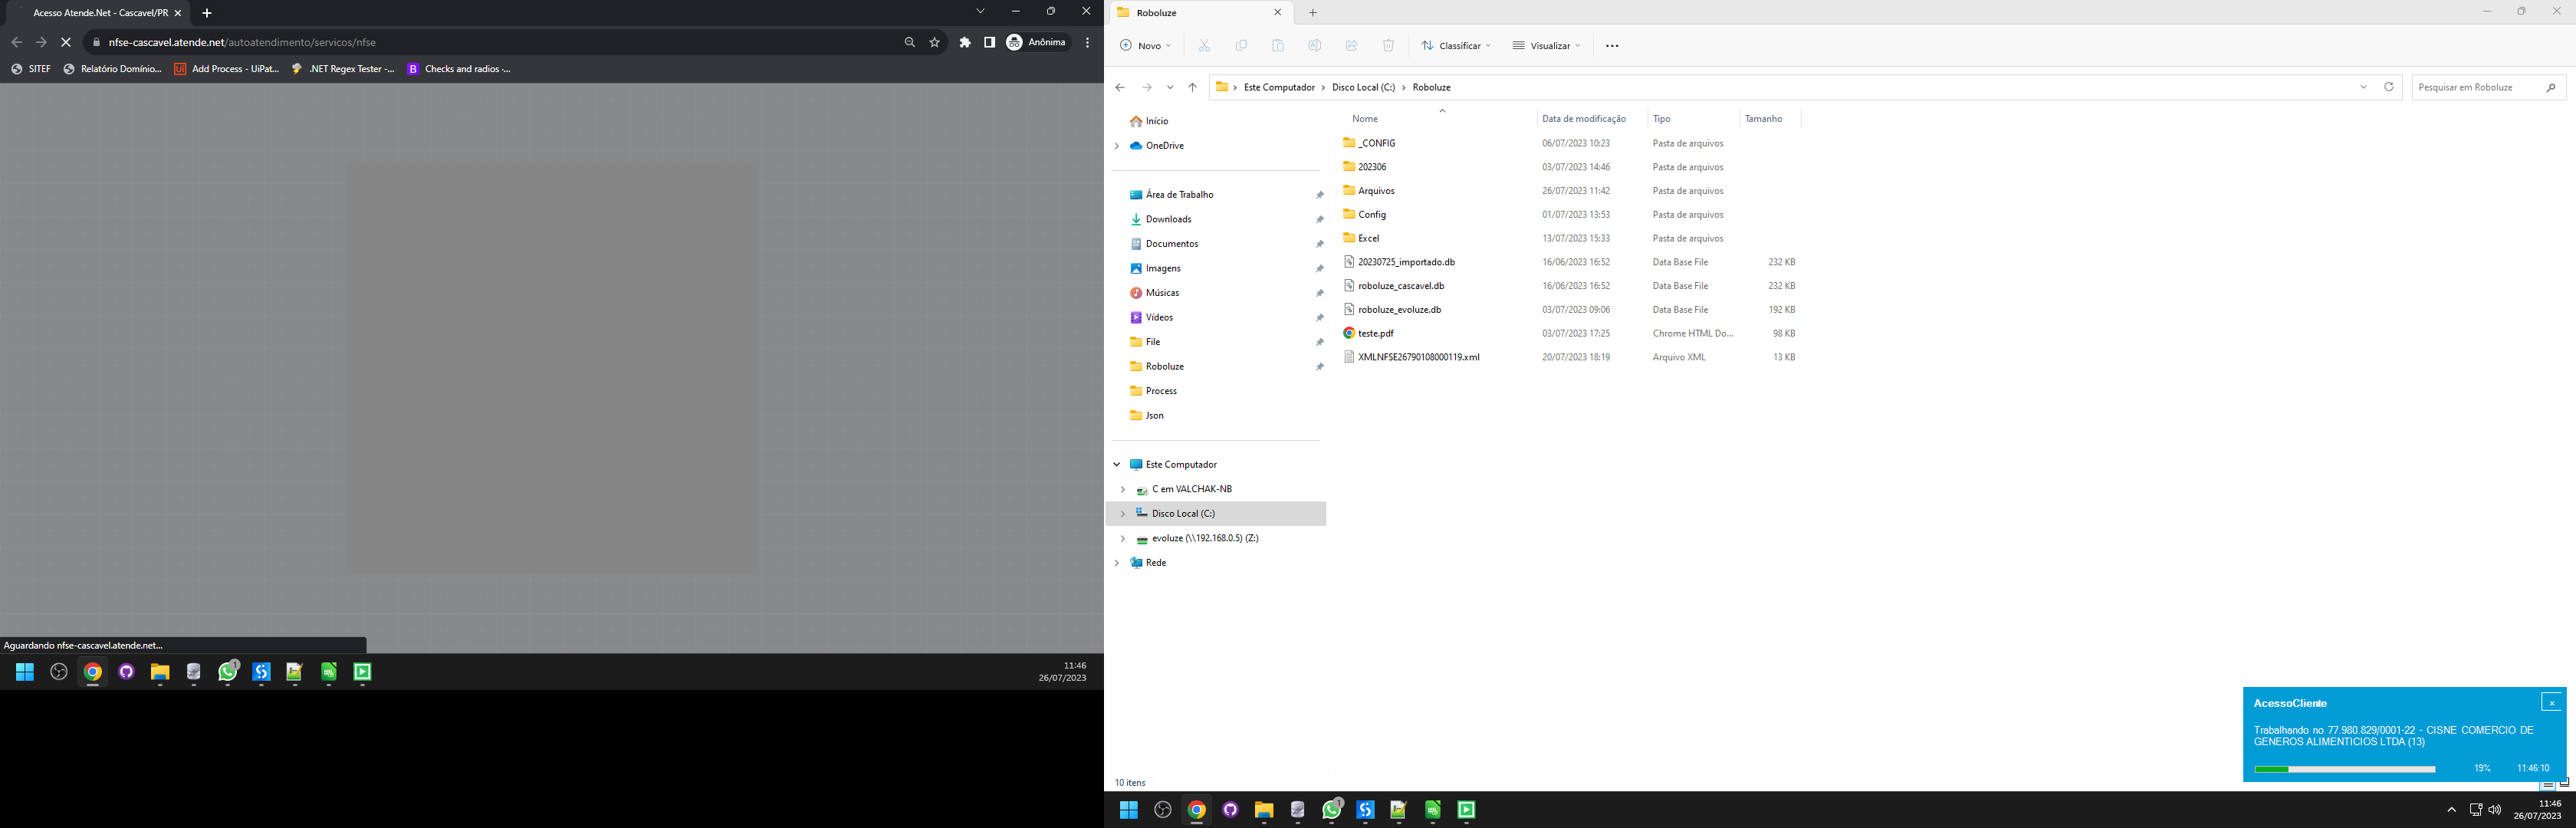 Acesso Atende.Net - Cascavel/PR
nfse-cascavel.atende.net/autoatendimento/servicos/nfse
Anônima
SITEF
Relatório Domínio...
Add Process - UiPat...
.NET Regex Tester -...
Checks and radios ·...
Aguardando nfse-cascavel.atende.net...
1
11:46
26/07/2023
Roboluze
Novo
Classificar
Visualizar
Este Computador > Disco Local (C:) > Roboluze
Pesquisar em Roboluze
Início
OneDrive
Área de Trabalho
Downloads
Documentos
Imagens
Músicas
Vídeos
File
Roboluze
Process
Json
Este Computador
C em VALCHAK-NB
Disco Local (C:)
evoluze (\\192.168.0.5) (Z:)
Rede
Nome Data de modificação Tipo Tamanho
_CONFIG 06/07/2023 10:23 Pasta de arquivos
202306 03/07/2023 14:46 Pasta de arquivos
Arquivos 26/07/2023 11:42 Pasta de arquivos
Config 01/07/2023 13:53 Pasta de arquivos
Excel 13/07/2023 15:33 Pasta de arquivos
20230725_importado.db 16/06/2023 16:52 Data Base File 232 KB
roboluze_cascavel.db 16/06/2023 16:52 Data Base File 232 KB
roboluze_evoluze.db 03/07/2023 09:06 Data Base File 192 KB
teste.pdf 03/07/2023 17:25 Chrome HTML Do... 98 KB
XMLNFSE26790108000119.xml 20/07/2023 18:19 Arquivo XML 13 KB
10 itens
AcessoCliente
Trabalhando no 77.980.829/0001-22 - CISNE COMERCIO DE
GENEROS ALIMENTICIOS LTDA (13)
19% 11:46:10
1
11:46
26/07/2023